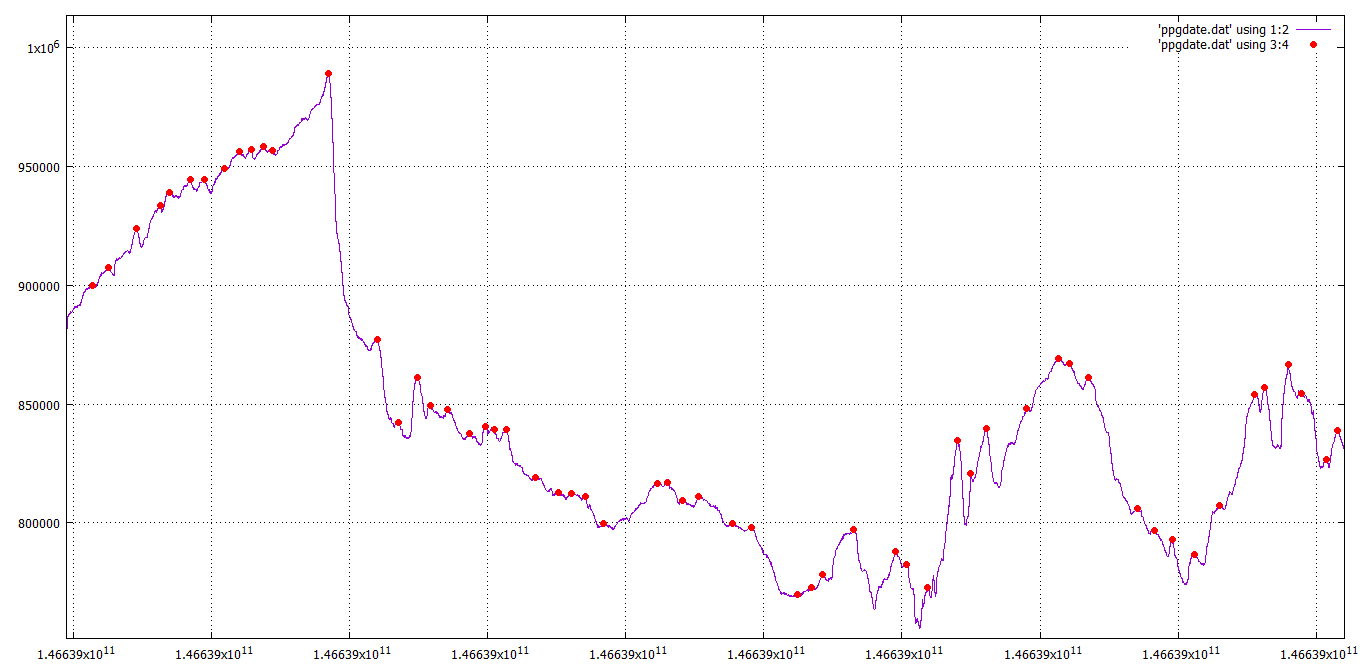 'ppgdate.dat' using 1:2
'ppgdate.dat' using 3:4
1x10⁶
950000
900000
850000
800000
1.46639x10¹¹ 1.46639x10¹¹ 1.46639x10¹¹ 1.46639x10¹¹ 1.46639x10¹¹ 1.46639x10¹¹ 1.46639x10¹¹ 1.46639x10¹¹ 1.46639x10¹¹ 1.46639x10¹¹